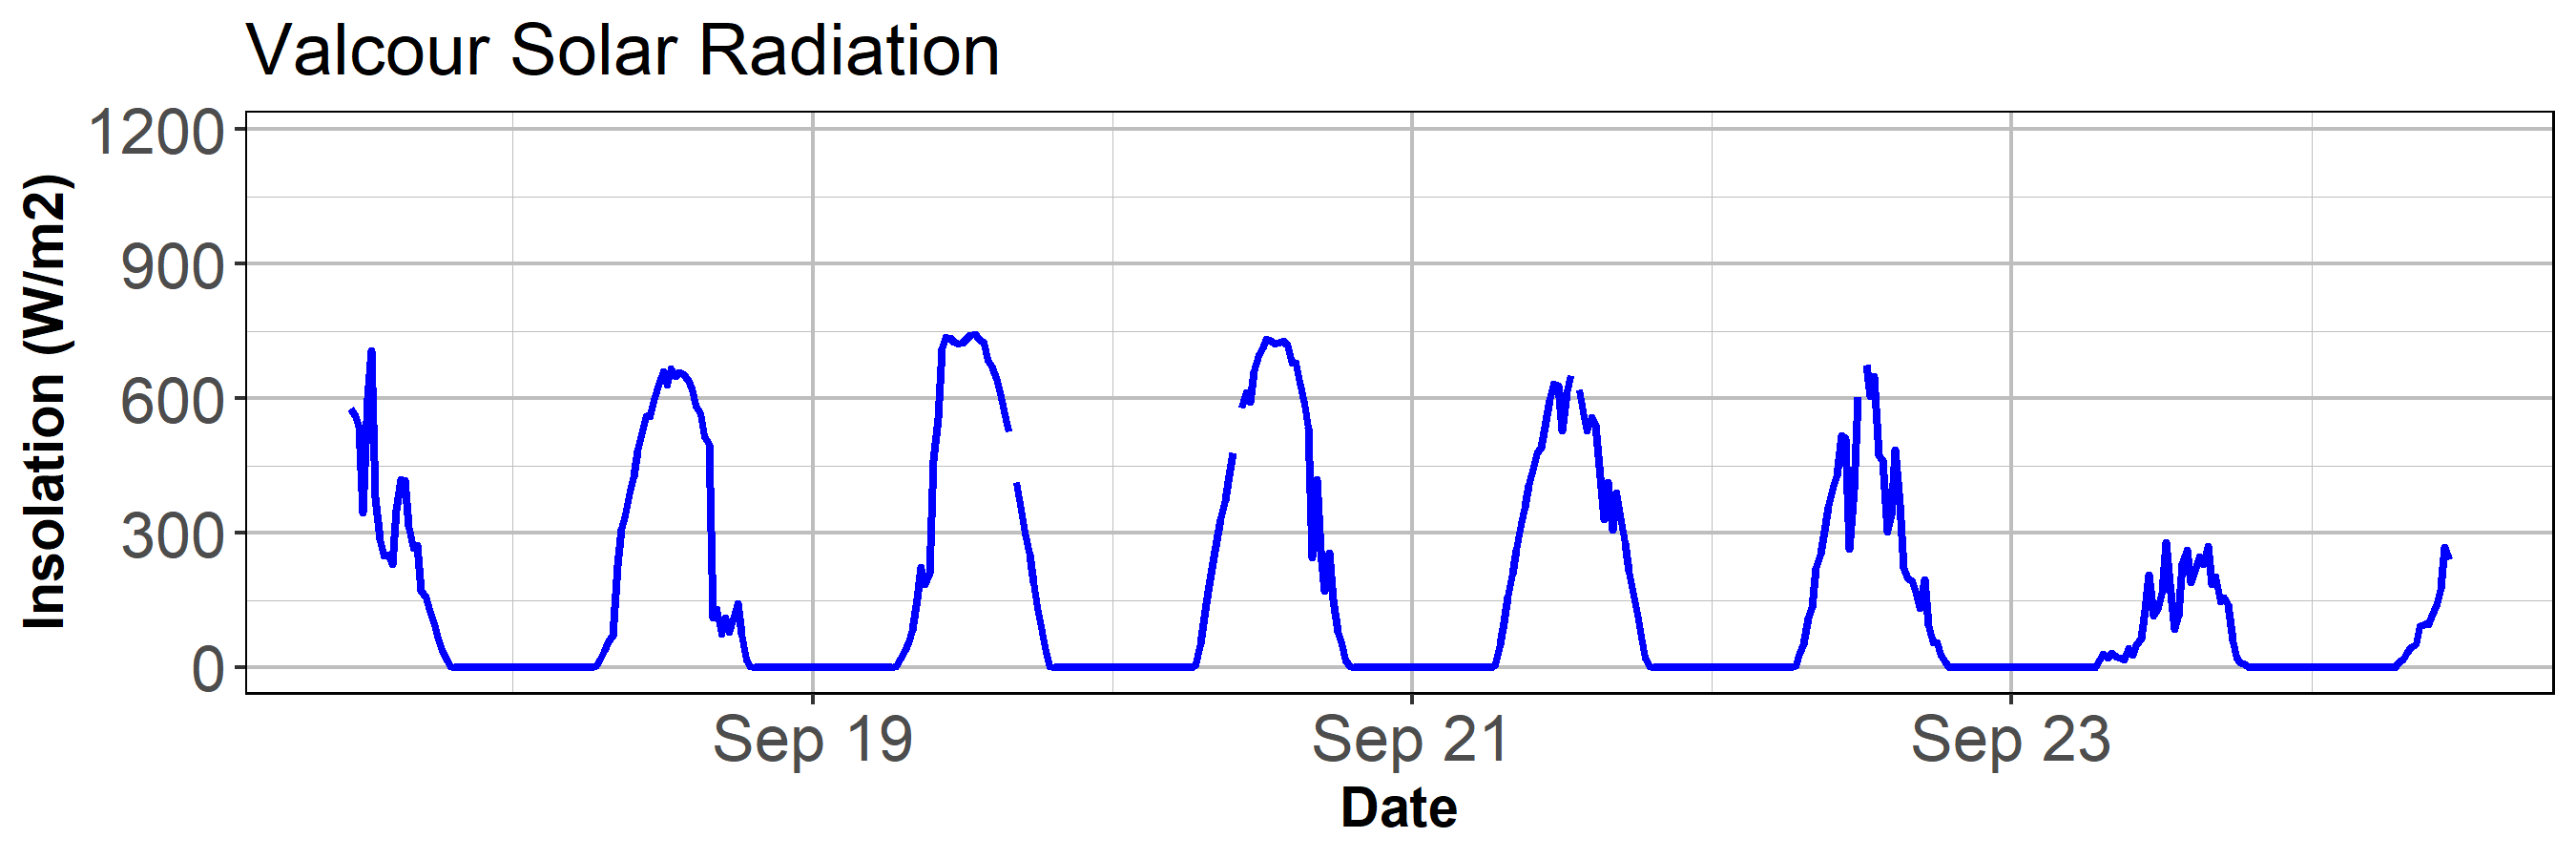 Valcour Solar Radiation
1200
900
600
300
0
Insolation (W/m2)
Sep 19
Sep 21
Sep 23
Date